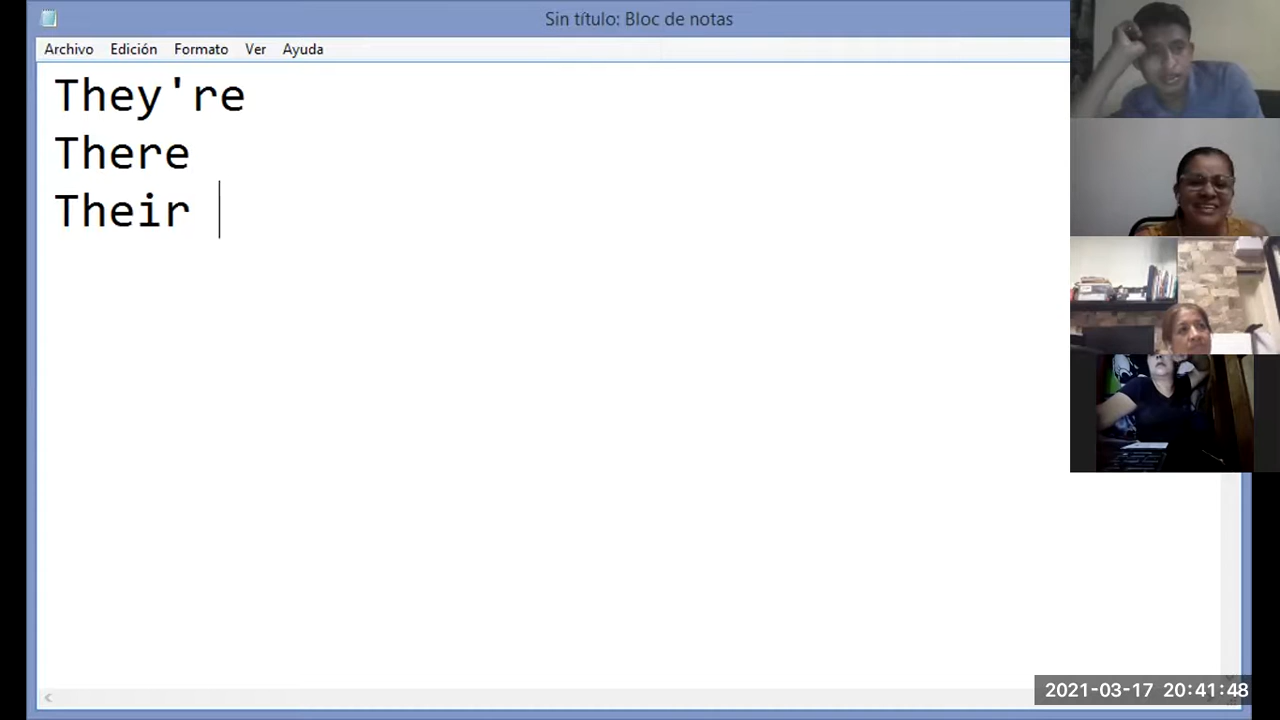 Sin título: Bloc de notas
Archivo Edición Formato Ver Ayuda
They're
There
Their
2021-03-17 20:41:48